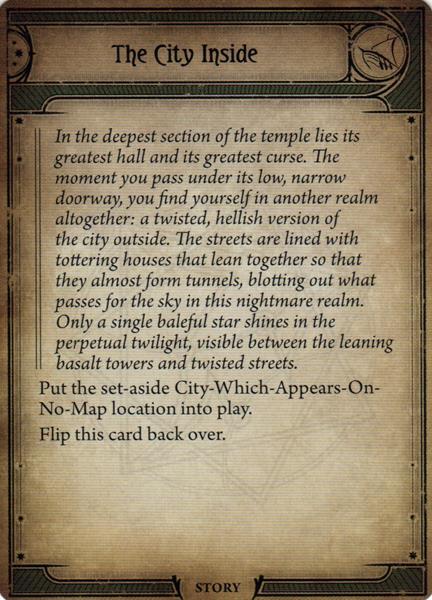 The City Inside
In the deepest section of the temple lies its
greatest hall and its greatest curse. The
moment you pass under its low, narrow
doorway, you find yourself in another realm
altogether: a twisted, hellish version of
the city outside. The streets are lined with
tottering houses that lean together so that
they almost form tunnels, blotting out what
passes for the sky in this nightmare realm.
Only a single baleful star shines in the
perpetual twilight, visible between the leaning
basalt towers and twisted streets.
Put the set-aside City-Which-Appears-On-
No-Map location into play.
Flip this card back over.
STORY